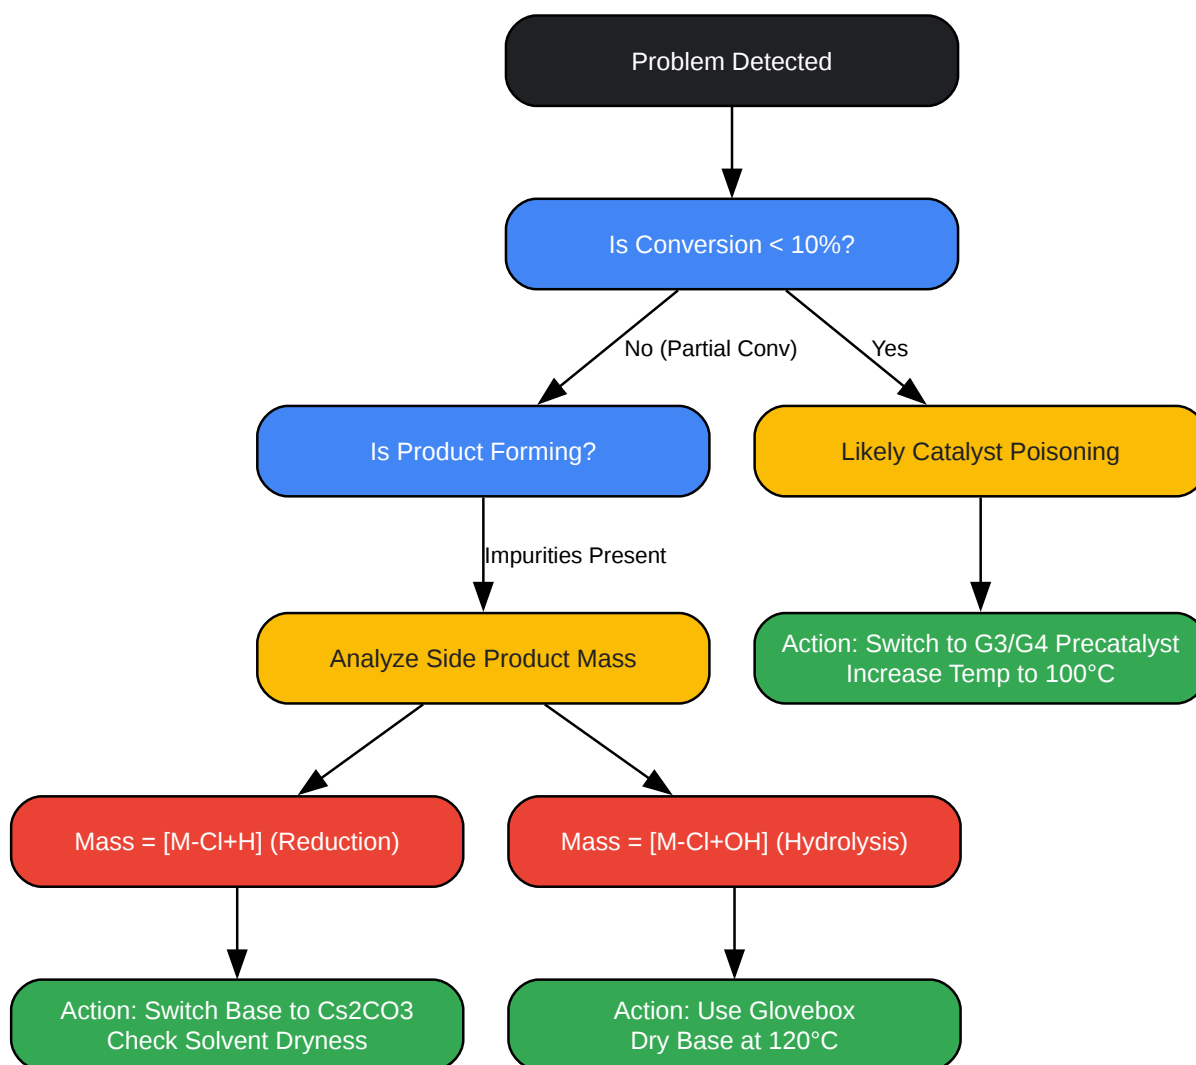 Problem Detected
Is Conversion < 10%?
No (Partial Conv)
Yes
Is Product Forming?
Likely Catalyst Poisoning
Impurities Present
Analyze Side Product Mass
Action: Switch to G3/G4 Precatalyst
Increase Temp to 100°C
Mass = [M-Cl+H] (Reduction)
Mass = [M-Cl+OH] (Hydrolysis)
Action: Switch Base to Cs2CO3
Check Solvent Dryness
Action: Use Glovebox
Dry Base at 120°C